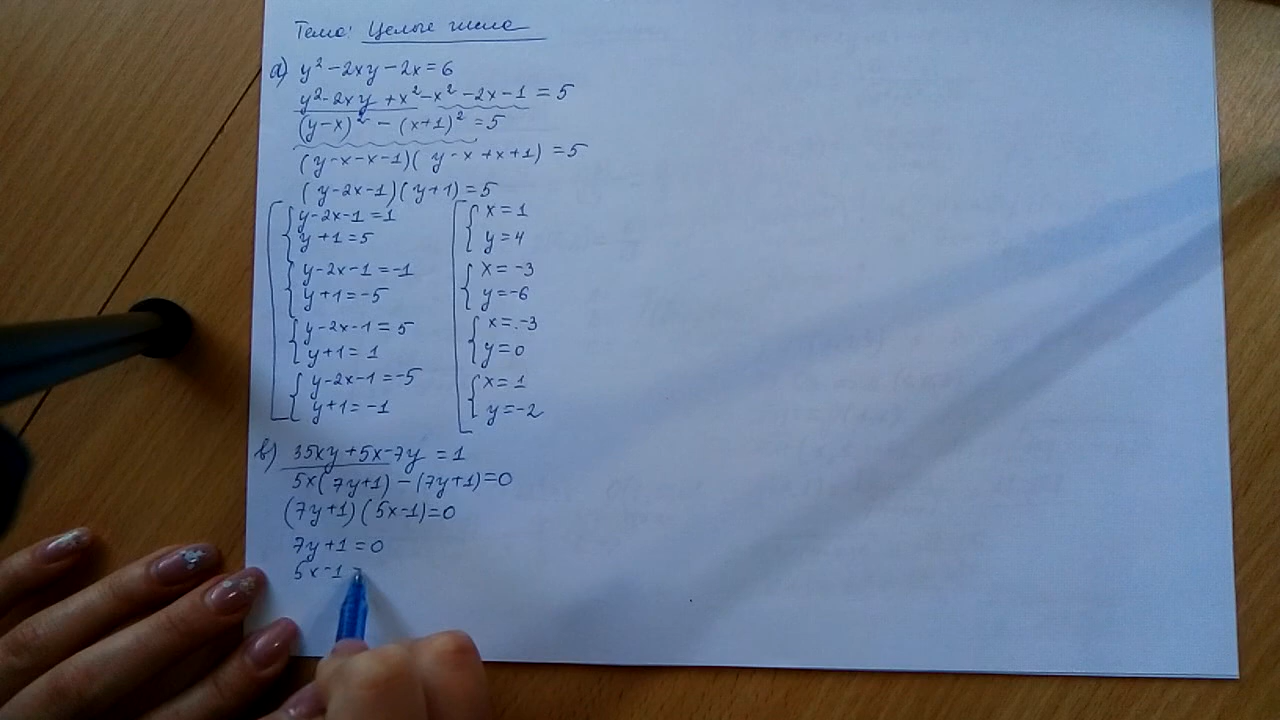 Тема: Целые числа
а) y² - 2xy - 2x = 6
y² - 2xy + x² - x² - 2x - 1 = 5
(y-x)² - (x+1)² = 5
(y-x-x-1)(y-x+x+1) = 5
(y-2x-1)(y+1) = 5
y-2x-1 = 1
y+1 = 5
y-2x-1 = -1
y+1 = -5
y-2x-1 = 5
y+1 = 1
y-2x-1 = -5
y+1 = -1
x = 1
y = 4
x = -3
y = -6
x = -3
y = 0
x = 1
y = -2
в) 35xy + 5x - 7y = 1
5x(7y+1) - (7y+1) = 0
(7y+1)(5x-1) = 0
7y+1 = 0
5x-1 =